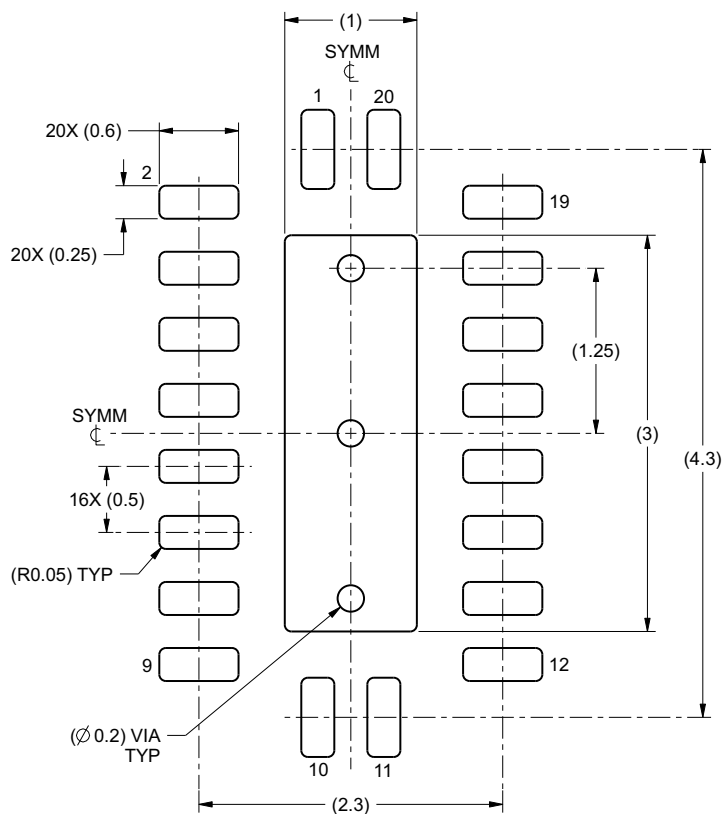 (1)
SYMM
℄
1
20
20X (0.6)
2
19
20X (0.25)
(1.25)
SYMM
℄
(3)
(4.3)
16X (0.5)
(R0.05) TYP
9
12
(∅ 0.2) VIA
TYP
10
11
(2.3)